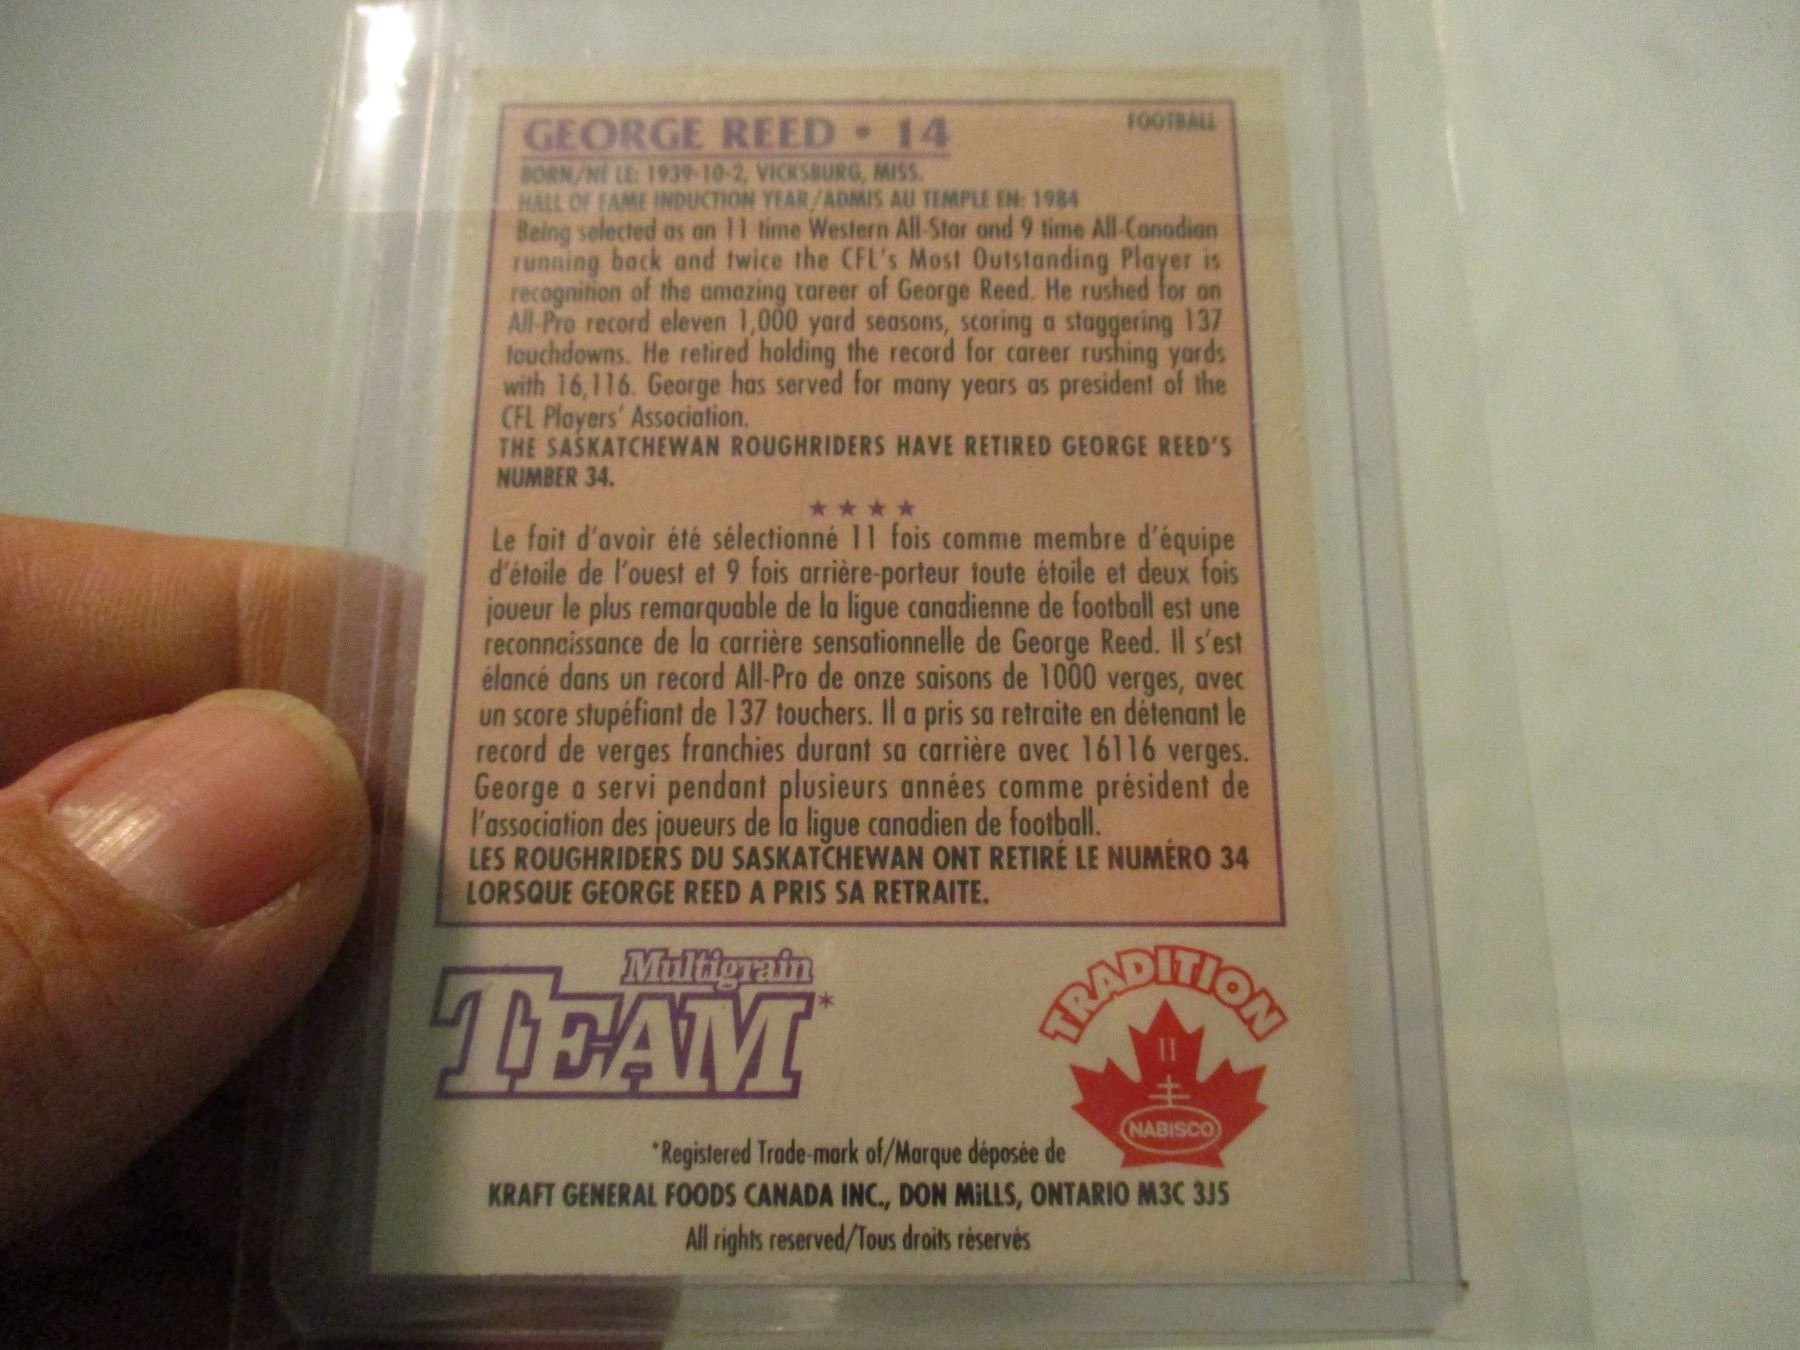 GEORGE REED • 14
FOOTBALL
BORN/NÉ LE: 1939-10-2, VICKSBURG, MISS.
HALL OF FAME INDUCTION YEAR/ADMIS AU TEMPLE EN: 1984
Being selected as an 11 time Western All-Star and 9 time All-Canadian
running back and twice the CFL's Most Outstanding Player is
recognition of the amazing career of George Reed. He rushed for an
All-Pro record eleven 1,000 yard seasons, scoring a staggering 137
touchdowns. He retired holding the record for career rushing yards
with 16,116. George has served for many years as president of the
CFL Players' Association.
THE SASKATCHEWAN ROUGHRIDERS HAVE RETIRED GEORGE REED'S
NUMBER 34.
★ ★ ★ ★
Le fait d'avoir été sélectionné 11 fois comme membre d'équipe
d'étoile de l'ouest et 9 fois arrière-porteur toute étoile et deux fois
joueur le plus remarquable de la ligue canadienne de football est une
reconnaissance de la carrière sensationnelle de George Reed. Il s'est
élancé dans un record All-Pro de onze saisons de 1000 verges, avec
un score stupéfiant de 137 touchers. Il a pris sa retraite en détenant le
record de verges franchies durant sa carrière avec 16116 verges.
George a servi pendant plusieurs années comme président de
l'association des joueurs de la ligue canadien de football.
LES ROUGHRIDERS DU SASKATCHEWAN ONT RETIRÉ LE NUMÉRO 34
LORSQUE GEORGE REED A PRIS SA RETRAITE.
Multigrain
TEAM*
TRADITION
NABISCO
*Registered Trade-mark of/Marque déposée de
KRAFT GENERAL FOODS CANADA INC., DON MILLS, ONTARIO M3C 3J5
All rights reserved/Tous droits réservés